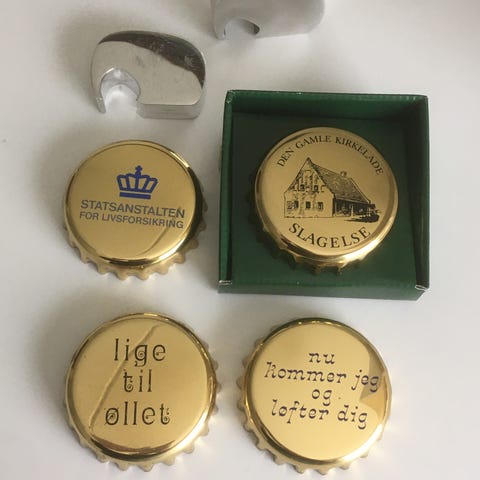 STATSANSTALTEN
FOR LIVSFORSIKRING
DEN GAMLE KIRKELADE
SLAGELSE
lige
til
øllet
nu
kommer jeg
og
løfter dig